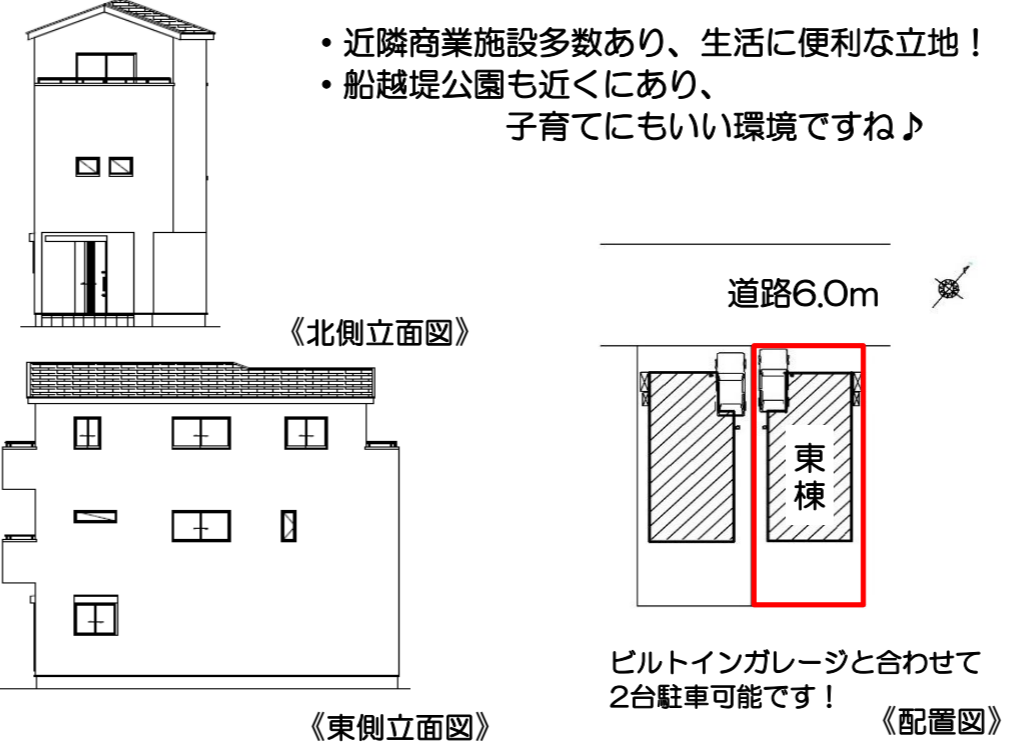 ・近隣商業施設多数あり、生活に便利な立地！
・船越堤公園も近くにあり、
子育てにもいい環境ですね♪
道路6.0m
《北側立面図》
東
棟
ビルトインガレージと合わせて
2台駐車可能です！
《配置図》
《東側立面図》